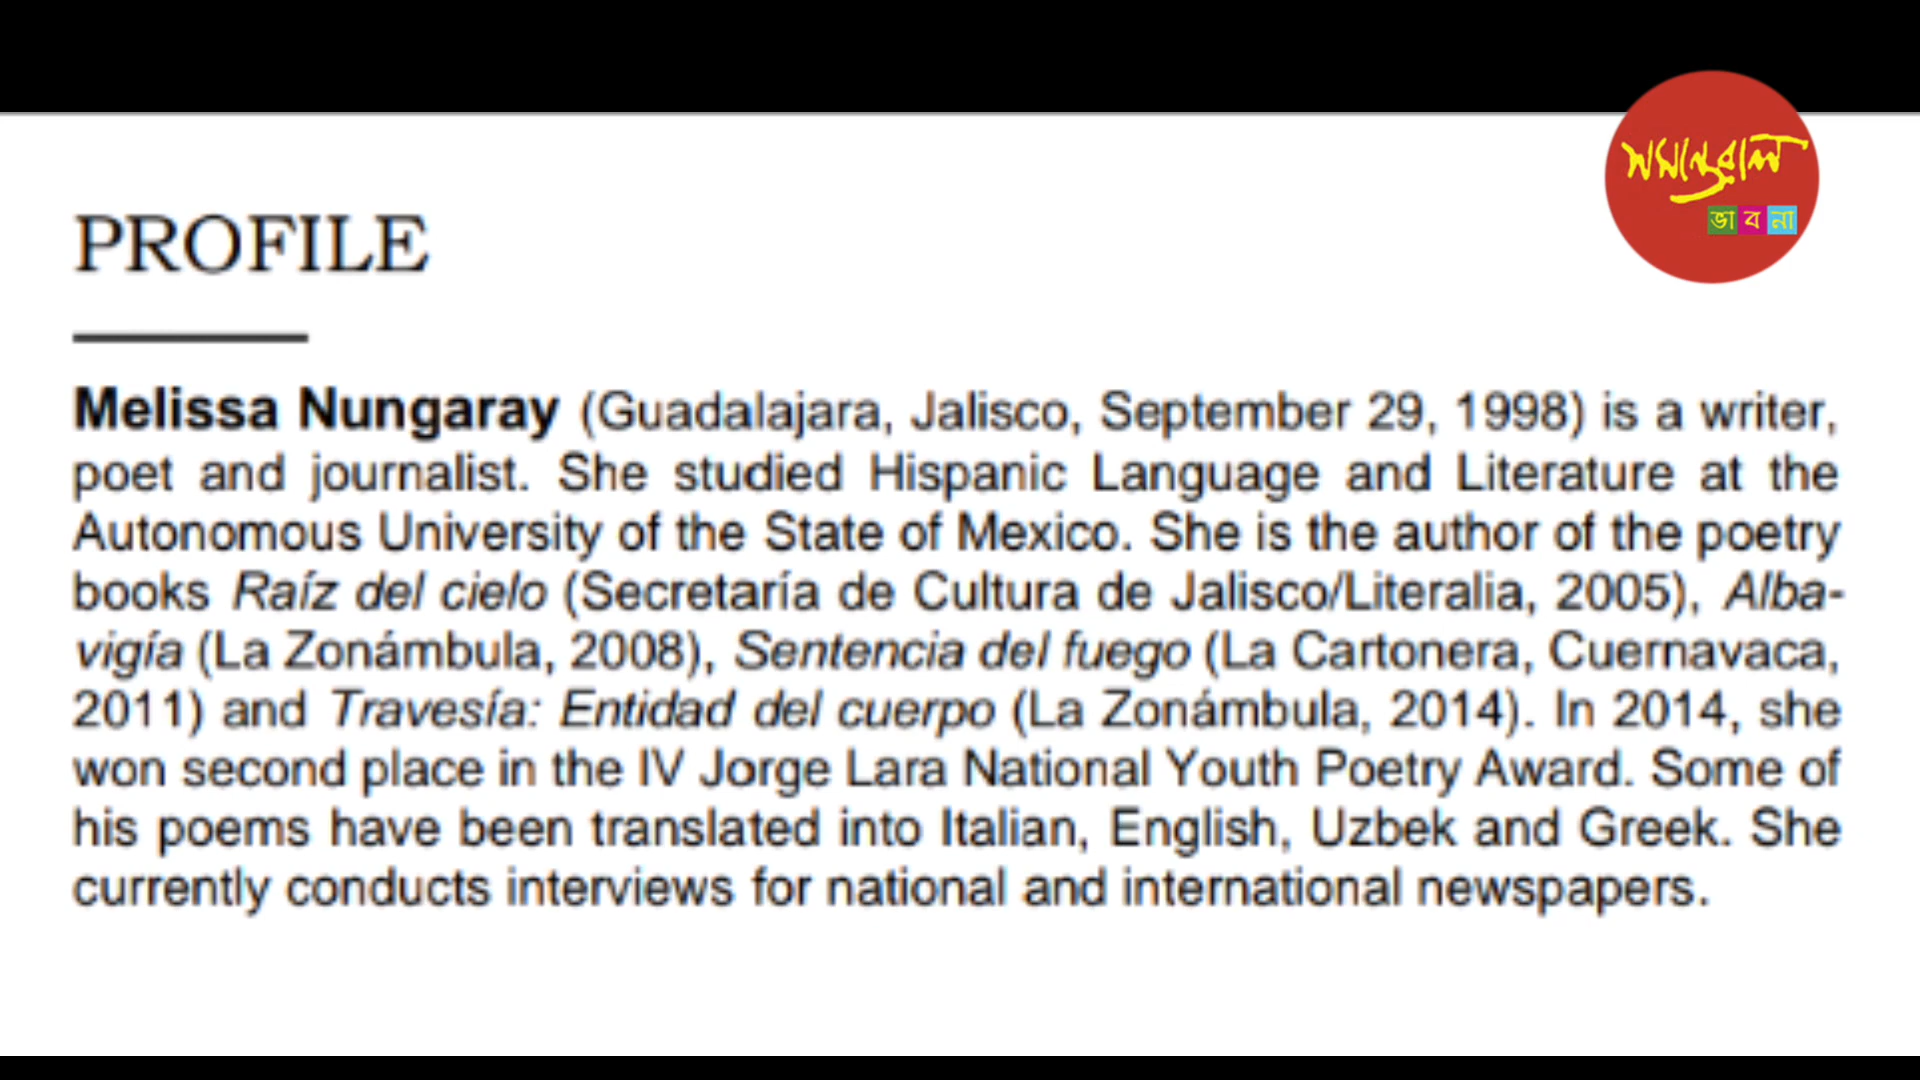 সমান্তরাল
ভাবনা
PROFILE
Melissa Nungaray (Guadalajara, Jalisco, September 29, 1998) is a writer,
poet and journalist. She studied Hispanic Language and Literature at the
Autonomous University of the State of Mexico. She is the author of the poetry
books Raíz del cielo (Secretaría de Cultura de Jalisco/Literalia, 2005), Alba-
vigía (La Zonámbula, 2008), Sentencia del fuego (La Cartonera, Cuernavaca,
2011) and Travesía: Entidad del cuerpo (La Zonámbula, 2014). In 2014, she
won second place in the IV Jorge Lara National Youth Poetry Award. Some of
his poems have been translated into Italian, English, Uzbek and Greek. She
currently conducts interviews for national and international newspapers.